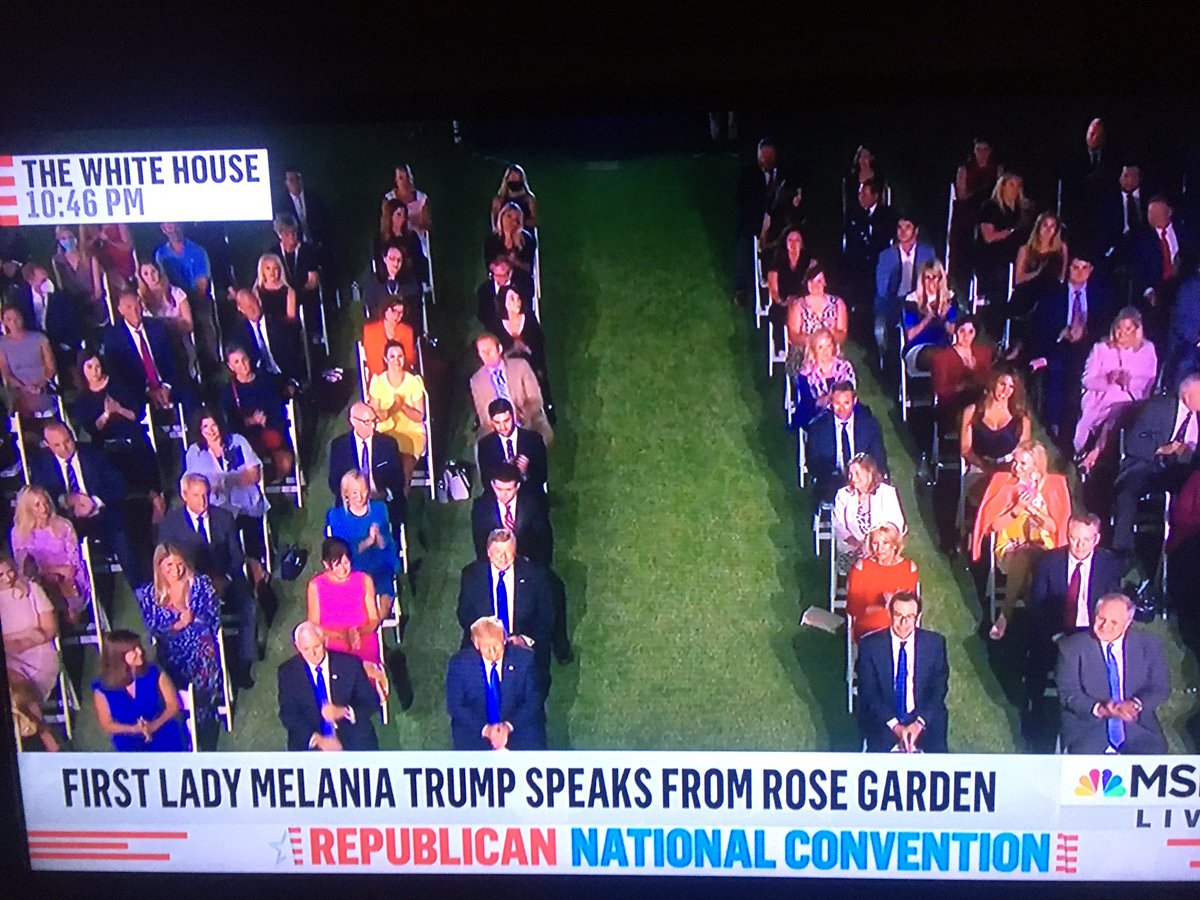 THE WHITE HOUSE
10:46 PM
FIRST LADY MELANIA TRUMP SPEAKS FROM ROSE GARDEN
MS
LIV
REPUBLICAN NATIONAL CONVENTION